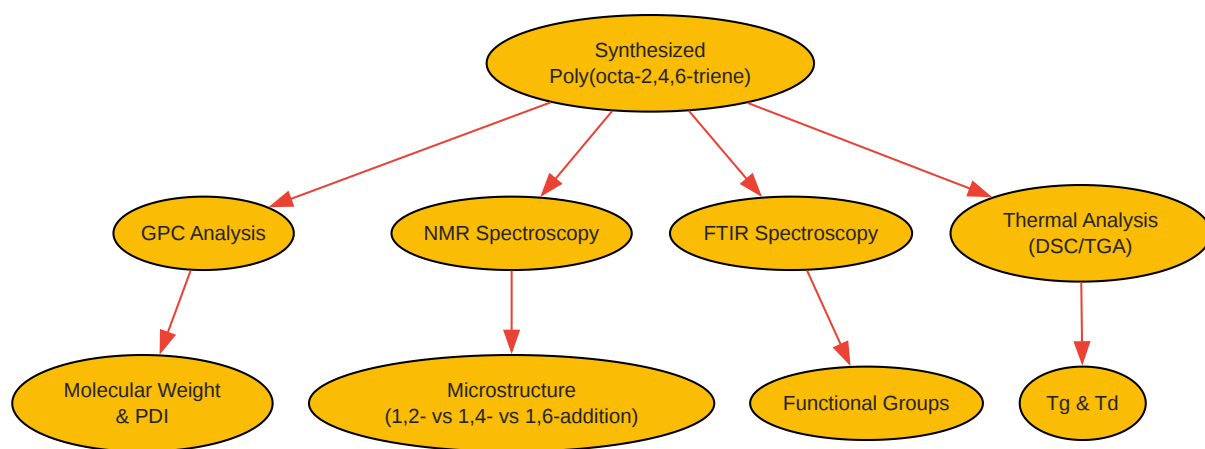 Synthesized
Poly(octa-2,4,6-triene)
GPC Analysis
NMR Spectroscopy
FTIR Spectroscopy
Thermal Analysis
(DSC/TGA)
Molecular Weight
& PDI
Microstructure
(1,2- vs 1,4- vs 1,6-addition)
Functional Groups
Tg & Td